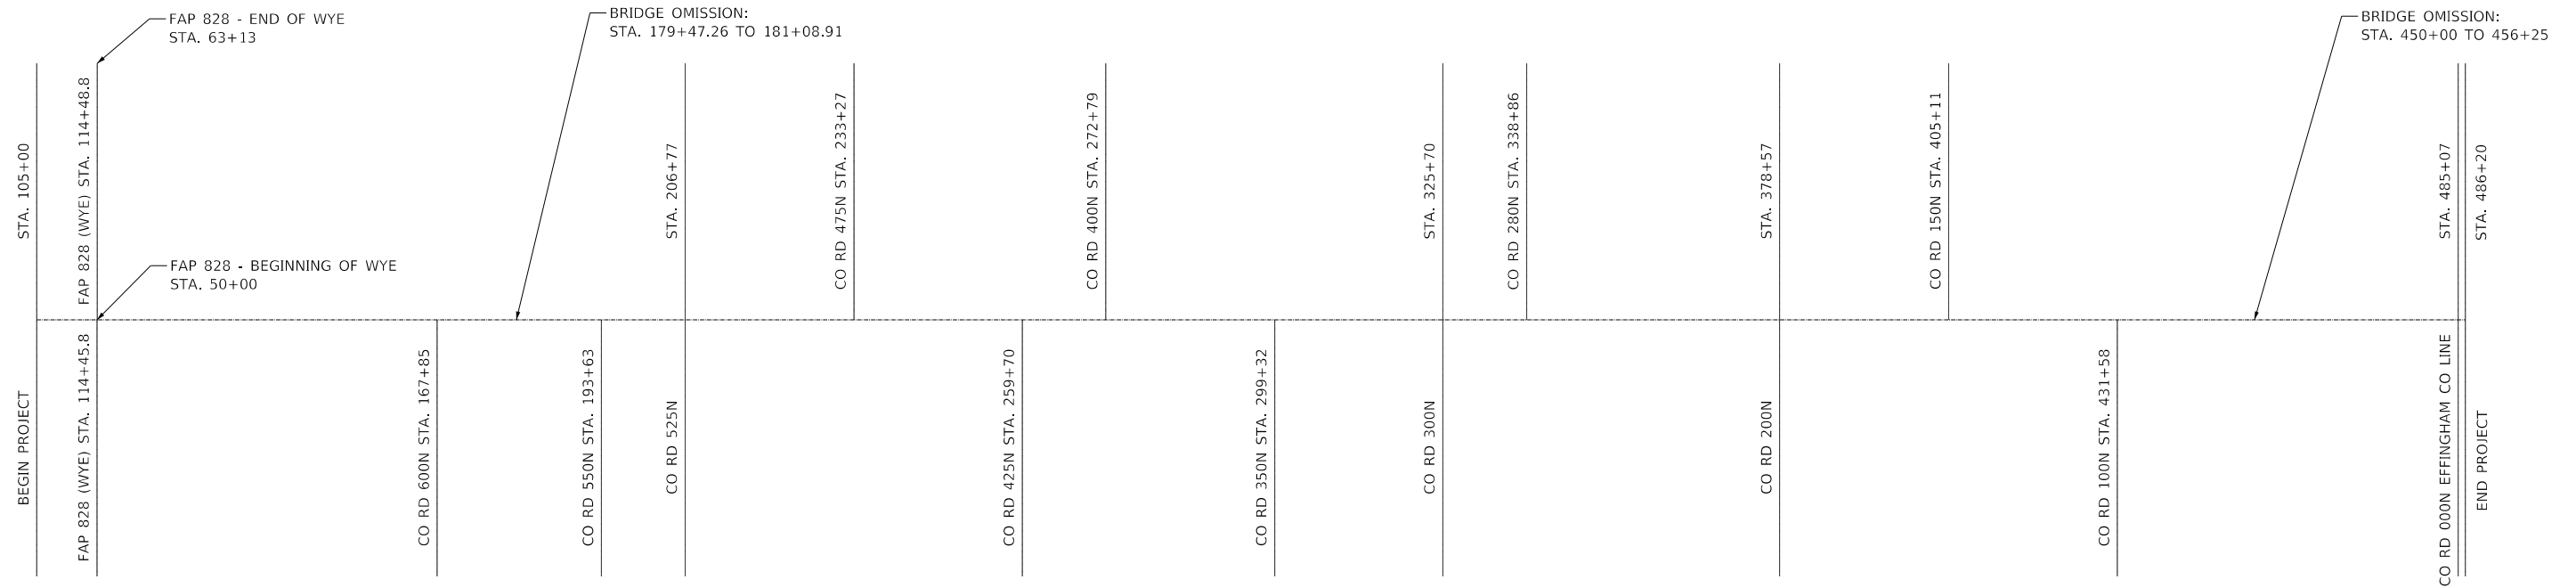 FAP 828 - END OF WYE
STA. 63+13
BRIDGE OMISSION:
STA. 179+47.26 TO 181+08.91
BRIDGE OMISSION:
STA. 450+00 TO 456+25
STA. 105+00
FAP 828 (WYE) STA. 114+48.8
STA. 206+77
CO RD 475N STA. 233+27
CO RD 400N STA. 272+79
STA. 325+70
CO RD 280N STA. 338+86
STA. 378+57
CO RD 150N STA. 405+11
STA. 485+07
STA. 486+20
FAP 828 - BEGINNING OF WYE
STA. 50+00
BEGIN PROJECT
FAP 828 (WYE) STA. 114+45.8
CO RD 600N STA. 167+85
CO RD 550N STA. 193+63
CO RD 525N
CO RD 425N STA. 259+70
CO RD 350N STA. 299+32
CO RD 300N
CO RD 200N
CO RD 100N STA. 431+58
CO RD 000N EFFINGHAM CO LINE
END PROJECT